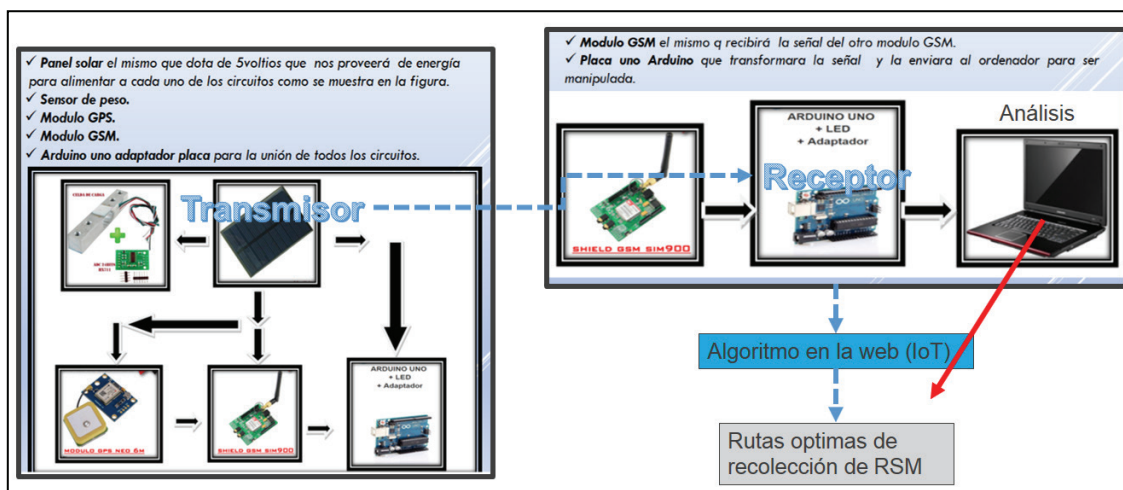 ✓ Panel solar el mismo que dota de 5voltios que nos proveerá de energía
para alimentar a cada uno de los circuitos como se muestra en la figura.
✓ Sensor de peso.
✓ Modulo GPS.
✓ Modulo GSM.
✓ Arduino uno adaptador placa para la unión de todos los circuitos.
CELDA DE CARGA
Transmisor
HX711
MODULO GPS NEO 6M
SHIELD GSM SIM900
ARDUINO UNO
+ LED
+ Adaptador
✓ Modulo GSM el mismo q recibirá la señal del otro modulo GSM.
✓ Placa uno Arduino que transformara la señal y la enviara al ordenador para ser
manipulada.
SHIELD GSM SIM900
ARDUINO UNO
+ LED
+ Adaptador
Receptor
Análisis
Algoritmo en la web (IoT)
Rutas optimas de
recolección de RSM